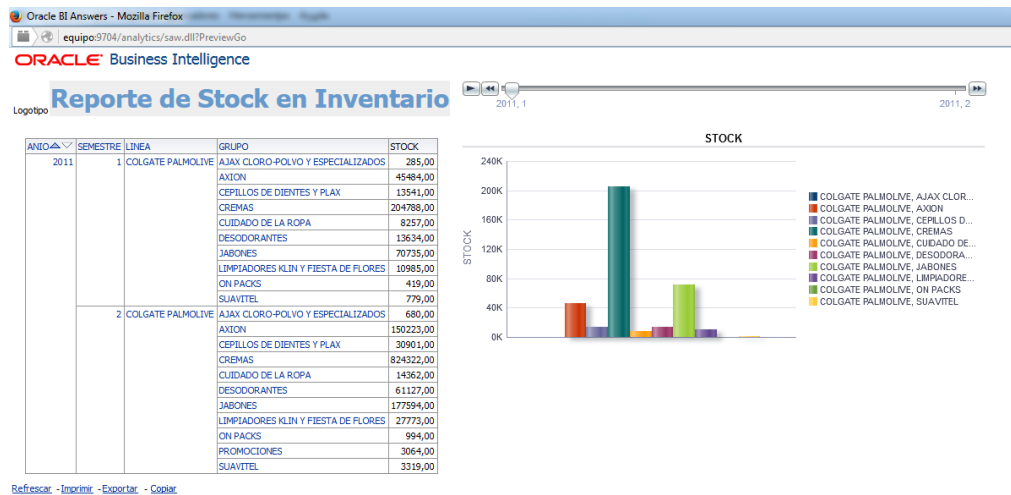 Oracle BI Answers - Mozilla Firefox
equipo:9704/analytics/saw.dll?PreviewGo
ORACLE Business Intelligence
Logotipo Reporte de Stock en Inventario
ANIO SEMESTRE LINEA GRUPO STOCK
2011 1 COLGATE PALMOLIVE AJAX CLORO-POLVO Y ESPECIALIZADOS 285,00
AXION 45484,00
CEPILLOS DE DIENTES Y PLAX 13541,00
CREMAS 204788,00
CUIDADO DE LA ROPA 8257,00
DESODORANTES 13634,00
JABONES 70735,00
LIMPIADORES KLIN Y FIESTA DE FLORES 10985,00
ON PACKS 419,00
SUAVITEL 779,00
2 COLGATE PALMOLIVE AJAX CLORO-POLVO Y ESPECIALIZADOS 680,00
AXION 150223,00
CEPILLOS DE DIENTES Y PLAX 30901,00
CREMAS 824322,00
CUIDADO DE LA ROPA 14362,00
DESODORANTES 61127,00
JABONES 177594,00
LIMPIADORES KLIN Y FIESTA DE FLORES 27773,00
ON PACKS 994,00
PROMOCIONES 3064,00
SUAVITEL 3319,00
Refrescar - Imprimir - Exportar - Copiar
2011, 1 2011, 2
STOCK
240K
200K
160K
120K
80K
40K
0K
STOCK
COLGATE PALMOLIVE, AJAX CLOR...
COLGATE PALMOLIVE, AXION
COLGATE PALMOLIVE, CEPILLOS D...
COLGATE PALMOLIVE, CREMAS
COLGATE PALMOLIVE, CUIDADO DE...
COLGATE PALMOLIVE, DESODORA...
COLGATE PALMOLIVE, JABONES
COLGATE PALMOLIVE, LIMPIADORE...
COLGATE PALMOLIVE, ON PACKS
COLGATE PALMOLIVE, SUAVITEL